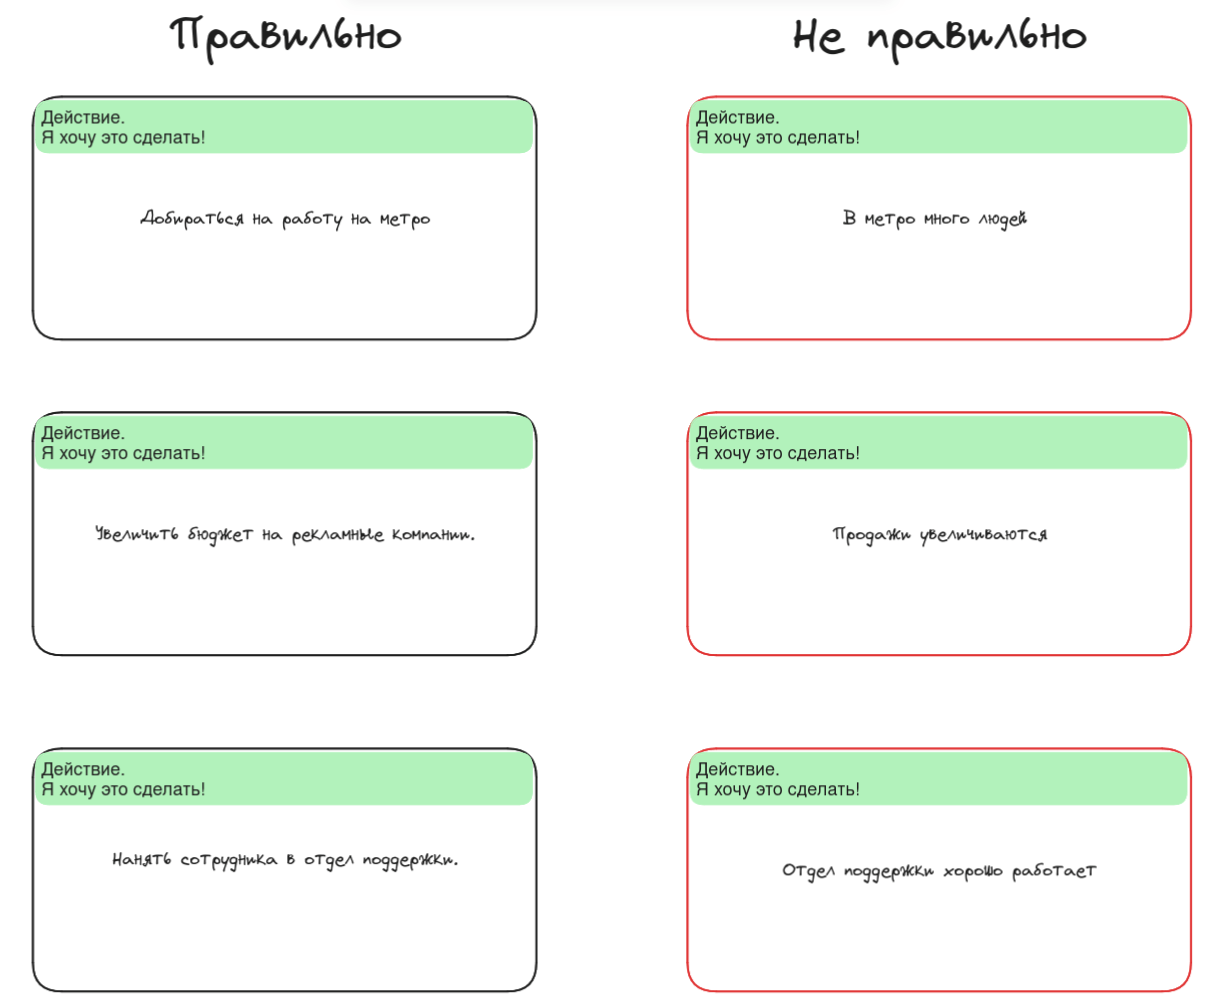 Правильно
Не правильно
Действие.
Я хочу это сделать!
Добираться на работу на метро
Действие.
Я хочу это сделать!
В метро много людей
Действие.
Я хочу это сделать!
Увеличить бюджет на рекламные компании.
Действие.
Я хочу это сделать!
Продажи увеличиваются
Действие.
Я хочу это сделать!
Нанять сотрудника в отдел поддержки.
Действие.
Я хочу это сделать!
Отдел поддержки хорошо работает